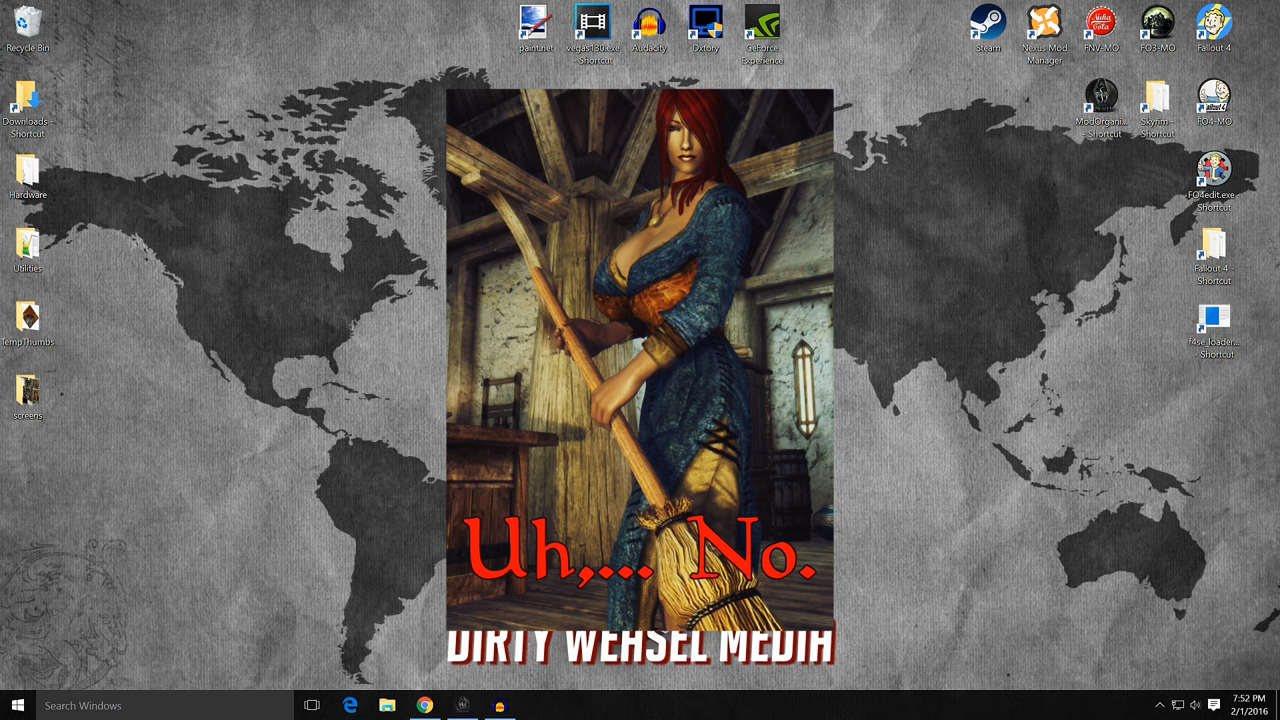 Recycle Bin
Downloads - Shortcut
Hardware
Utilities
TempThumbs
screens
paint.net
vegas130.exe - Shortcut
Audacity
Dxtory
GeForce Experience
Steam
Nexus Mod Manager
FNV-MO
FO3-MO
Fallout 4
ModOrgani... - Shortcut
Skyrim - Shortcut
FO4-MO
FO4edit.exe - Shortcut
Fallout 4 - Shortcut
f4se_loader... - Shortcut
Uh,... No.
DIRTY WEASEL MEDIA
Search Windows
7:52 PM
2/1/2016